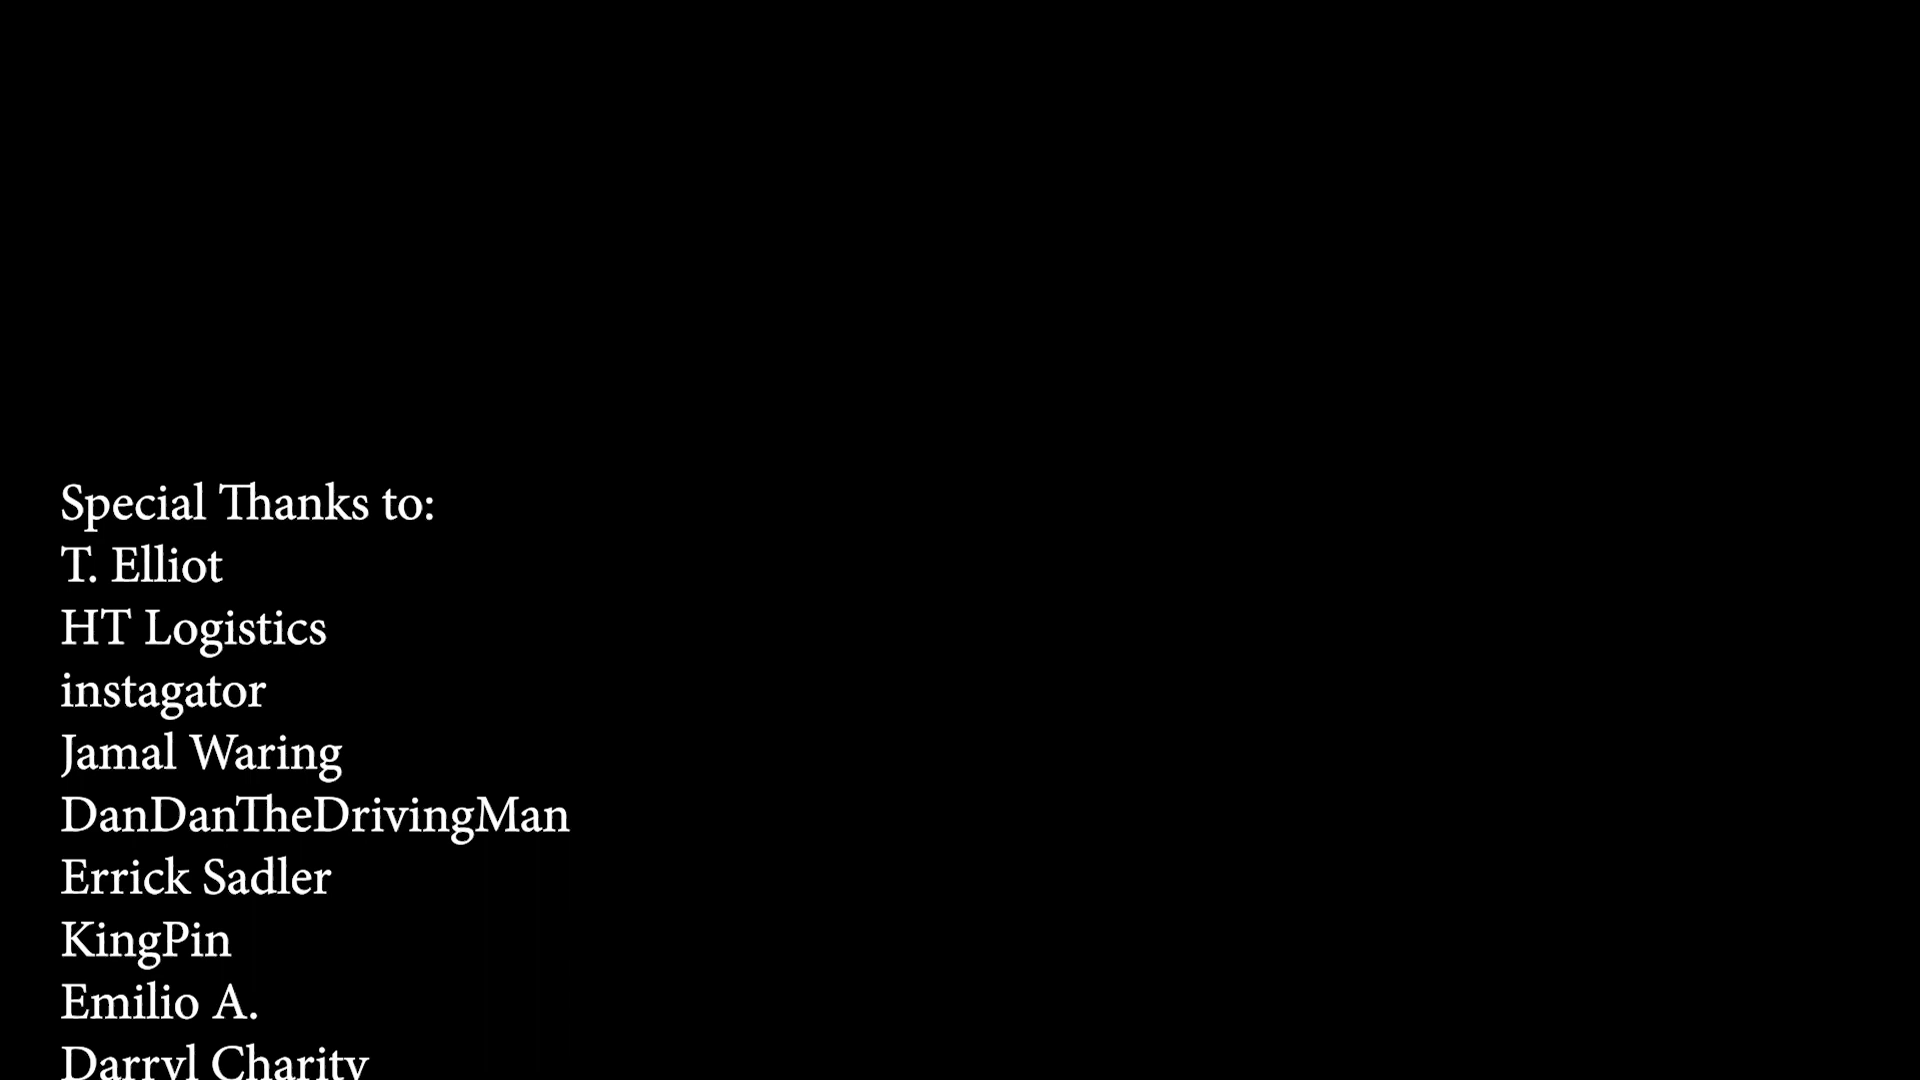 Special Thanks to:
T. Elliot
HT Logistics
instagator
Jamal Waring
DanDanTheDrivingMan
Errick Sadler
KingPin
Emilio A.
Darryl Charity